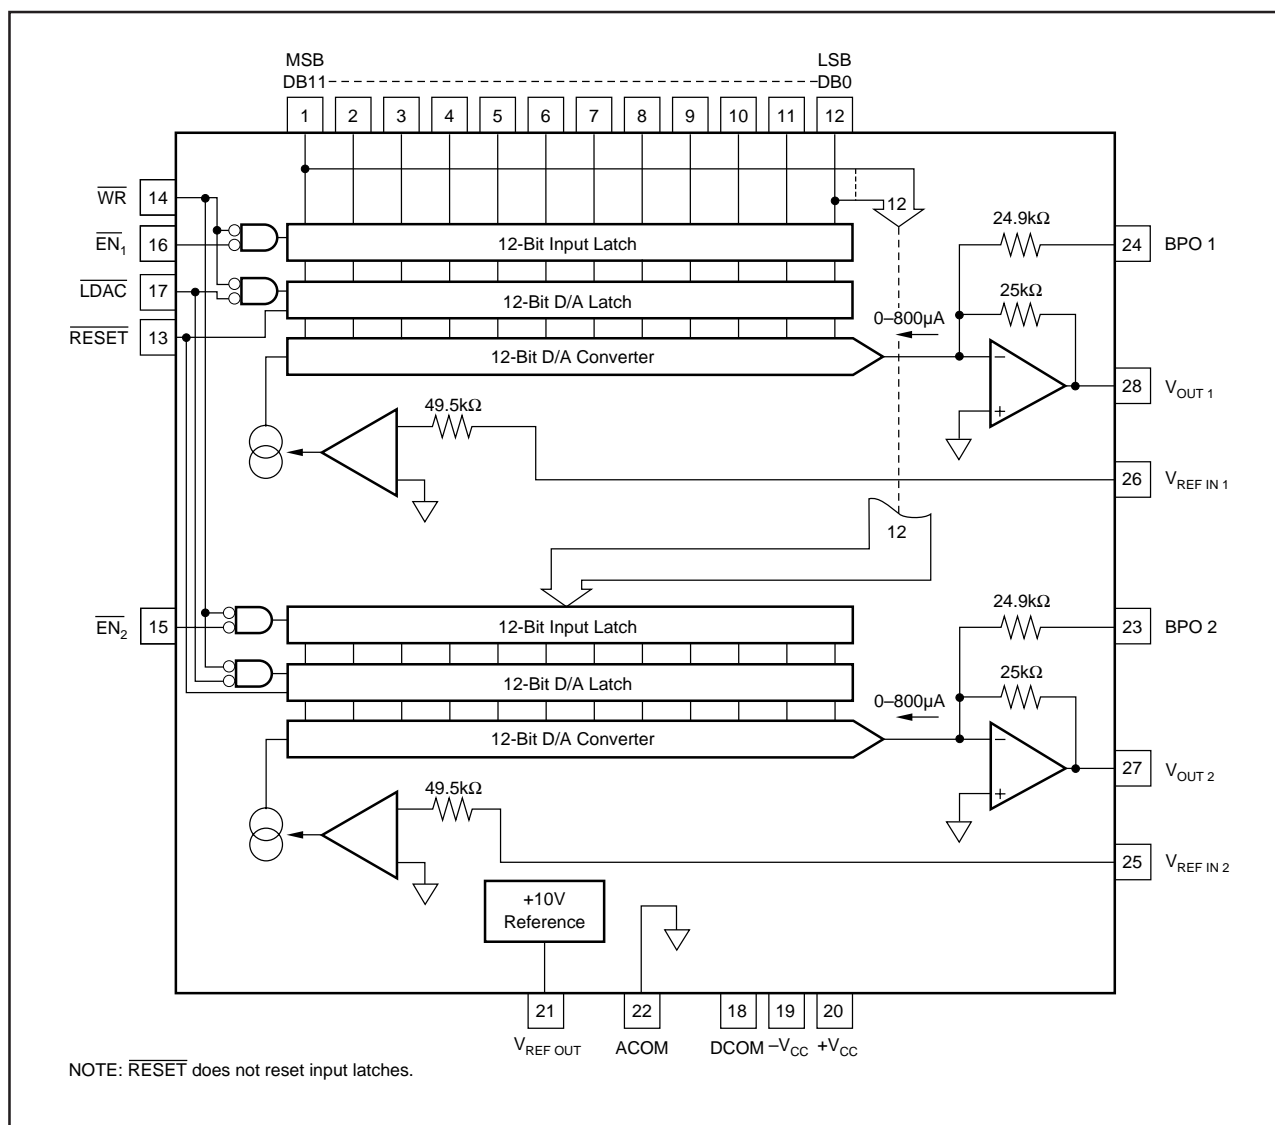 MSB LSB
DB11 DB0
1 2 3 4 5 6 7 8 9 10 11 12
WR 14
12
EN1 16
12-Bit Input Latch
24.9kΩ
24 BPO 1
LDAC 17
12-Bit D/A Latch
25kΩ
RESET 13
0–800µA
12-Bit D/A Converter
–
+
28 VOUT 1
49.5kΩ
26 VREF IN 1
12
EN2 15
12-Bit Input Latch
24.9kΩ
23 BPO 2
12-Bit D/A Latch
25kΩ
0–800µA
12-Bit D/A Converter
–
+
27 VOUT 2
49.5kΩ
25 VREF IN 2
+10V
Reference
21 22 18 19 20
VREF OUT ACOM DCOM –VCC +VCC
NOTE: RESET does not reset input latches.